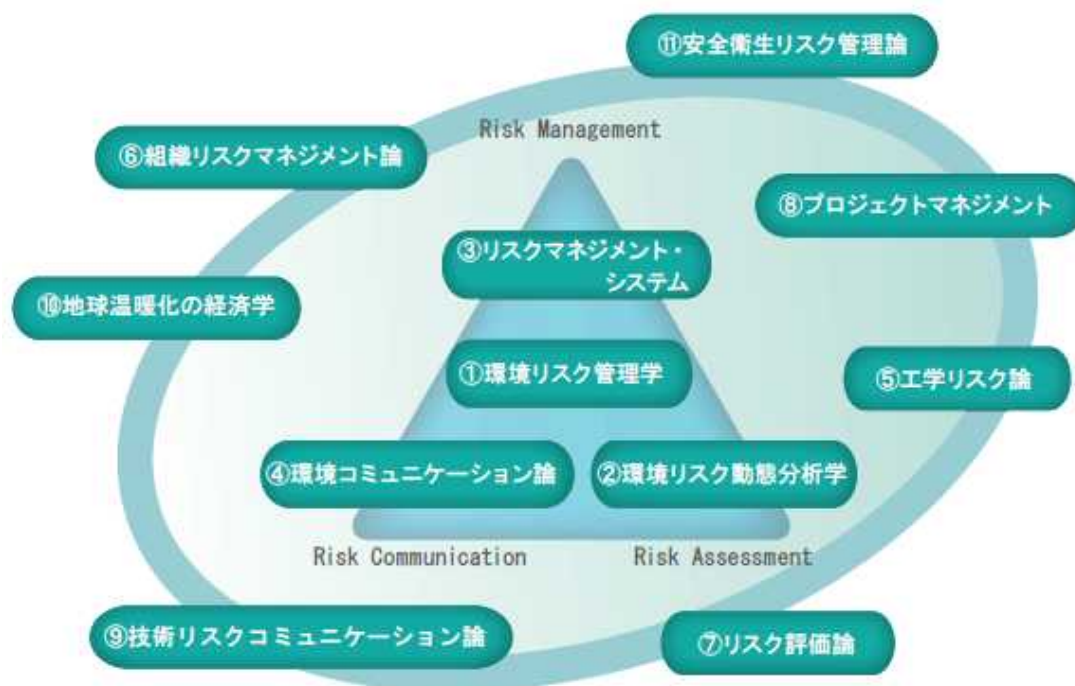 ⑪安全衛生リスク管理論
Risk Management
⑥組織リスクマネジメント論
⑧プロジェクトマネジメント
③リスクマネジメント・
システム
⑩地球温暖化の経済学
①環境リスク管理学
⑤工学リスク論
④環境コミュニケーション論
②環境リスク動態分析学
Risk Communication
Risk Assessment
⑨技術リスクコミュニケーション論
⑦リスク評価論